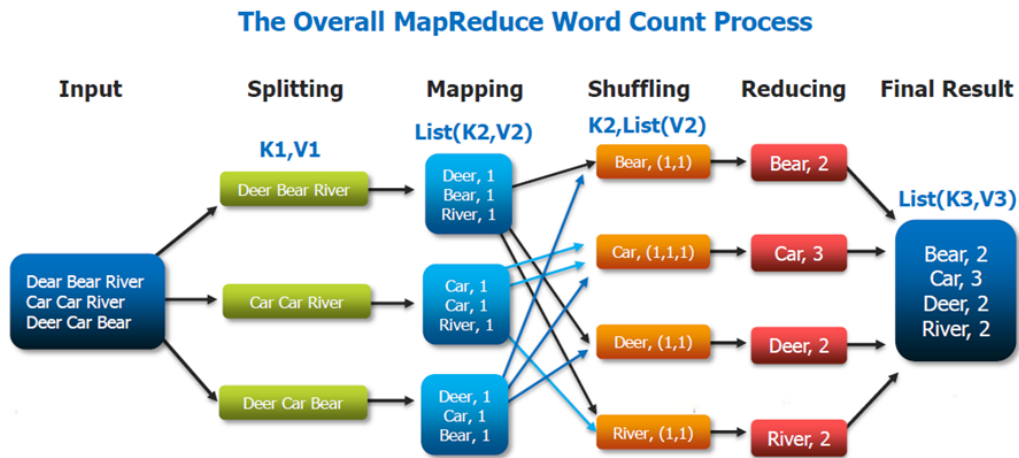 The Overall MapReduce Word Count Process
Input
Splitting
Mapping
Shuffling
Reducing
Final Result
K1,V1
List(K2,V2)
K2,List(V2)
List(K3,V3)
Dear Bear River
Car Car River
Deer Car Bear
Deer Bear River
Car Car River
Deer Car Bear
Deer, 1
Bear, 1
River, 1
Car, 1
Car, 1
River, 1
Deer, 1
Car, 1
Bear, 1
Bear, (1,1)
Car, (1,1,1)
Deer, (1,1)
River, (1,1)
Bear, 2
Car, 3
Deer, 2
River, 2
Bear, 2
Car, 3
Deer, 2
River, 2